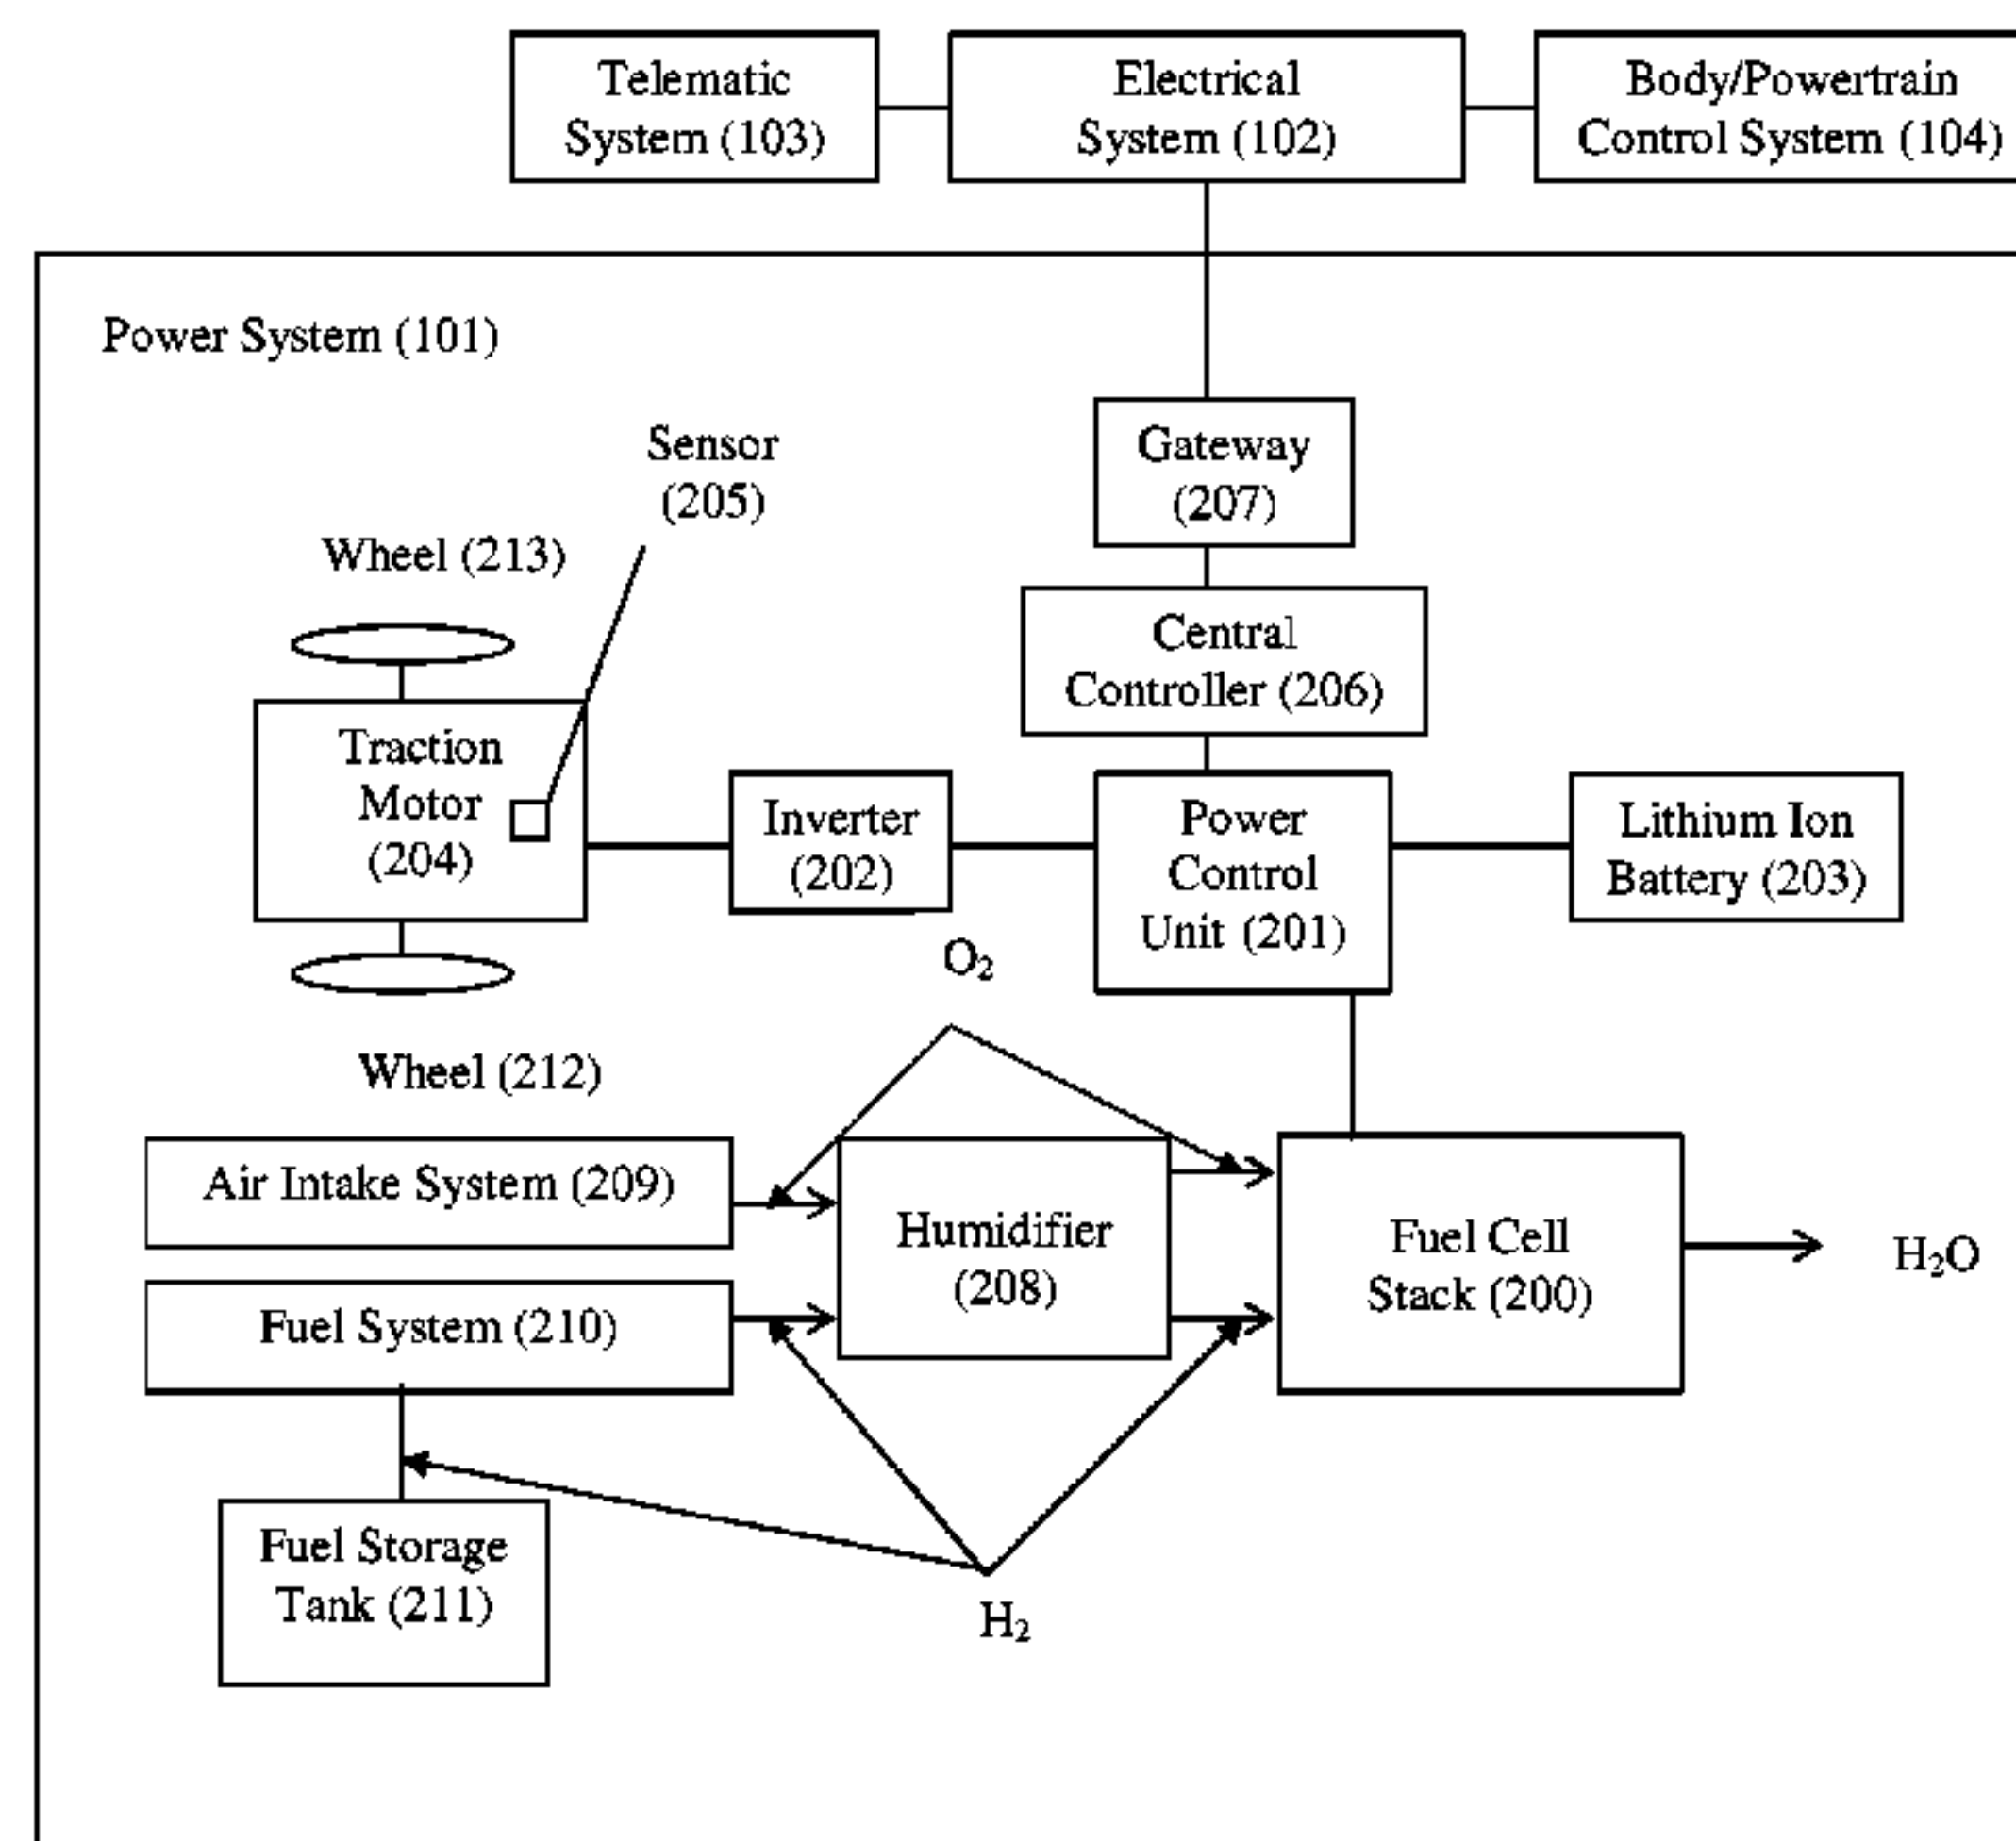 Telematic
System (103)
Electrical
System (102)
Body/Powertrain
Control System (104)
Power System (101)
Sensor
(205)
Gateway
(207)
Wheel (213)
Central
Controller (206)
Traction
Motor
(204)
Inverter
(202)
Power
Control
Unit (201)
Lithium Ion
Battery (203)
O₂
Wheel (212)
Air Intake System (209)
Humidifier
(208)
Fuel Cell
Stack (200)
H₂O
Fuel System (210)
Fuel Storage
Tank (211)
H₂